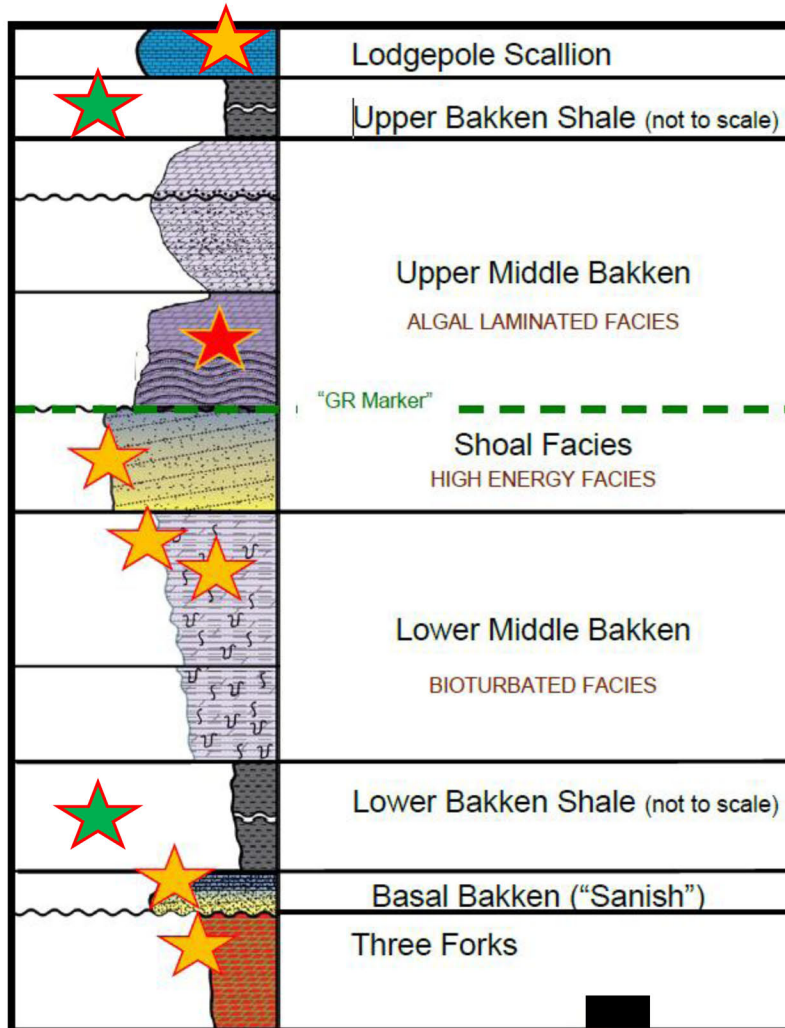 Lodgepole Scallion
Upper Bakken Shale (not to scale)
Upper Middle Bakken
ALGAL LAMINATED FACIES
“GR Marker”
Shoal Facies
HIGH ENERGY FACIES
Lower Middle Bakken
BIOTURBATED FACIES
Lower Bakken Shale (not to scale)
Basal Bakken (“Sanish”)
Three Forks